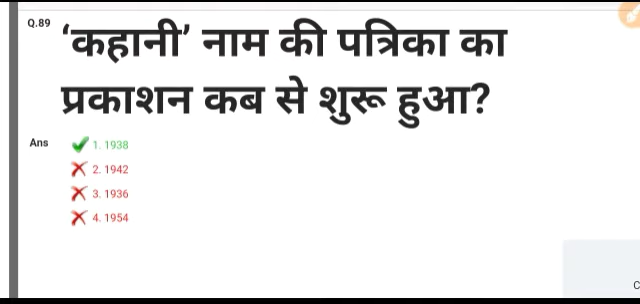 Q.89 ‘कहानी’ नाम की पत्रिका का
प्रकाशन कब से शुरू हुआ?
Ans 1. 1938
2. 1942
3. 1936
4. 1954